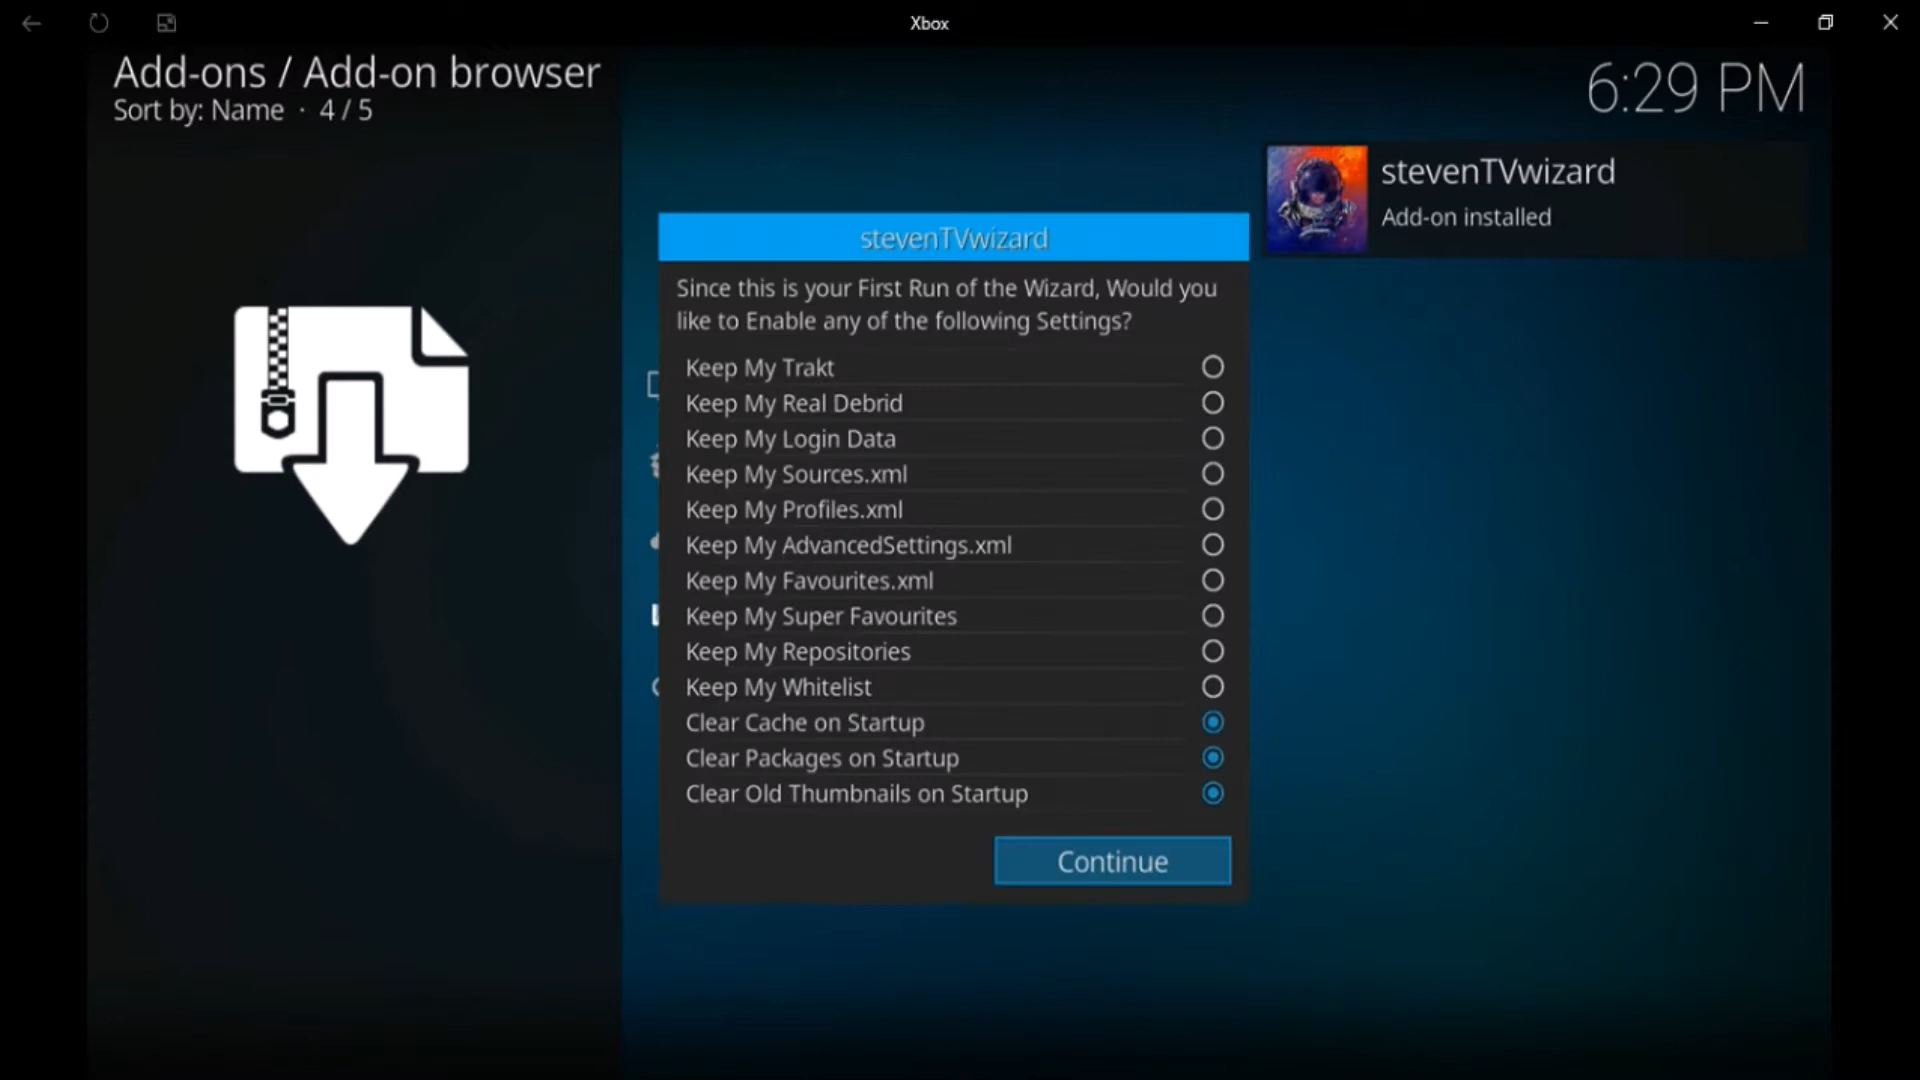 Xbox
Add-ons / Add-on browser
Sort by: Name · 4 / 5
6:29 PM
stevenTVwizard
Add-on installed
stevenTVwizard
Since this is your First Run of the Wizard, Would you
like to Enable any of the following Settings?
Keep My Trakt
Keep My Real Debrid
Keep My Login Data
Keep My Sources.xml
Keep My Profiles.xml
Keep My AdvancedSettings.xml
Keep My Favourites.xml
Keep My Super Favourites
Keep My Repositories
Keep My Whitelist
Clear Cache on Startup
Clear Packages on Startup
Clear Old Thumbnails on Startup
Continue